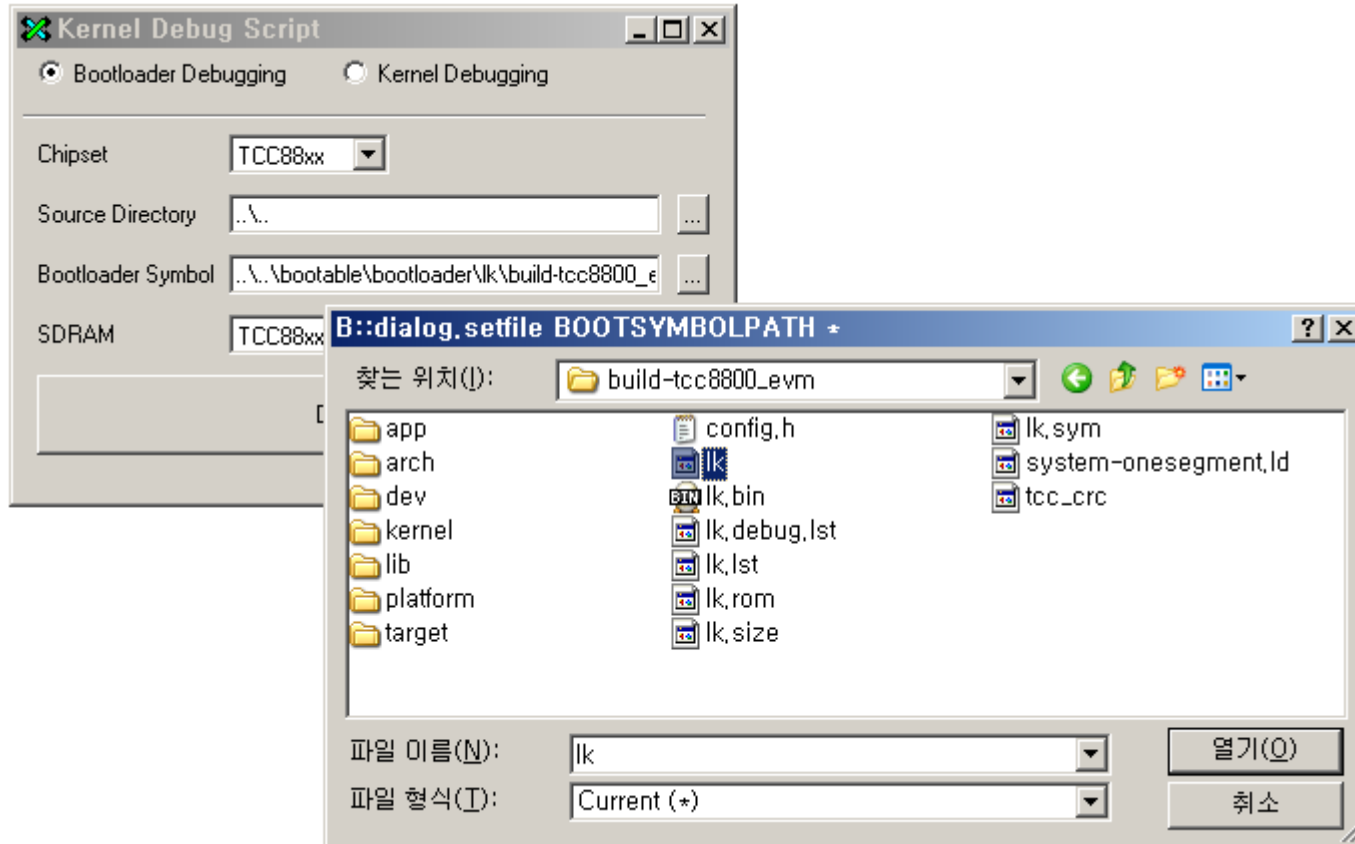 Kernel Debug Script
Bootloader Debugging Kernel Debugging
Chipset TCC88xx
Source Directory ..\.. ...
Bootloader Symbol ..\..\bootable\bootloader\lk\build-tcc8800_e ...
SDRAM TCC88xx
B::dialog.setfile BOOTSYMBOLPATH *
찾는 위치(I): build-tcc8800_evm
app
arch
dev
kernel
lib
platform
target
config.h
lk
lk.bin
lk.debug.lst
lk.lst
lk.rom
lk.size
lk.sym
system-onesegment.ld
tcc_crc
파일 이름(N): lk 열기(O)
파일 형식(T): Current (*) 취소